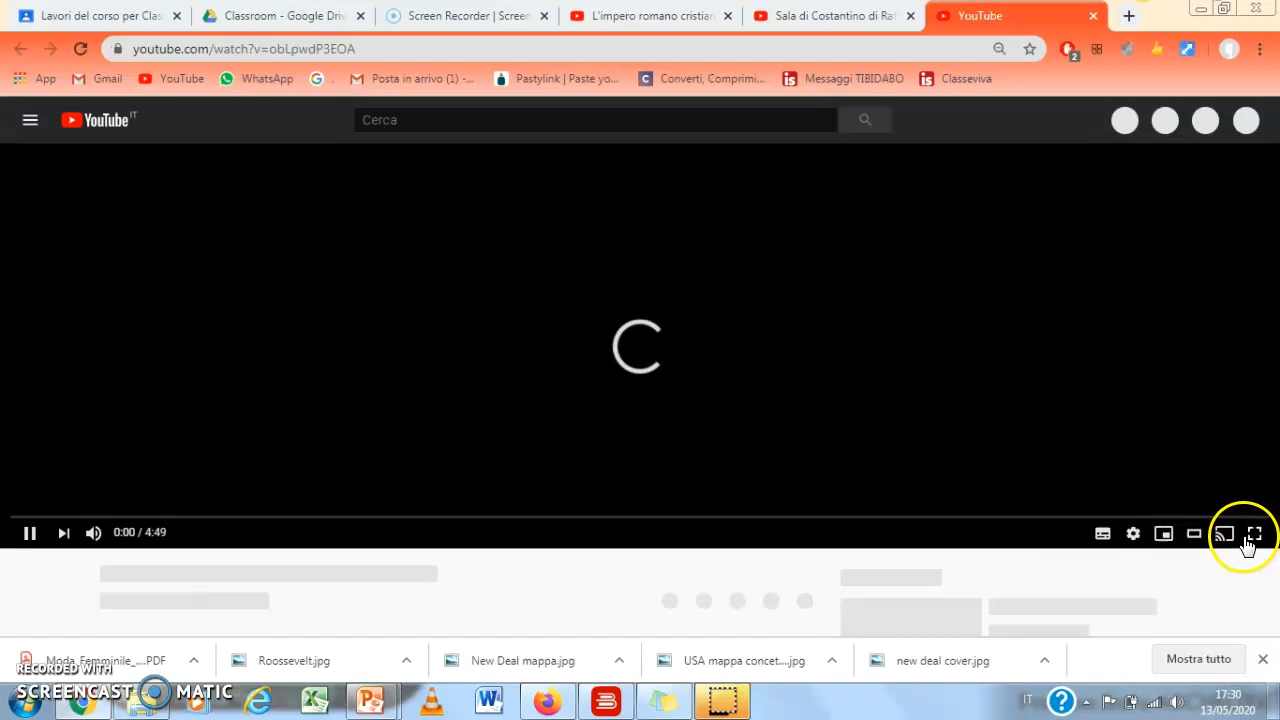 Lavori del corso per Clas
Classroom - Google Driv
Screen Recorder | Screen
L'impero romano cristian
Sala di Costantino di Raf
YouTube
youtube.com/watch?v=obLpwdP3EOA
2
App
Gmail
YouTube
WhatsApp
.
Posta in arrivo (1) -...
Pastylink | Paste yo...
Converti, Comprimi...
Messaggi TIBIDABO
Classeviva
YouTube IT
Cerca
0:00 / 4:49
Moda_Femminile_....PDF
Roossevelt.jpg
New Deal mappa.jpg
USA mappa concet....jpg
new deal cover.jpg
Mostra tutto
RECORDED WITH
SCREENCAST MATIC
IT
17:30
13/05/2020